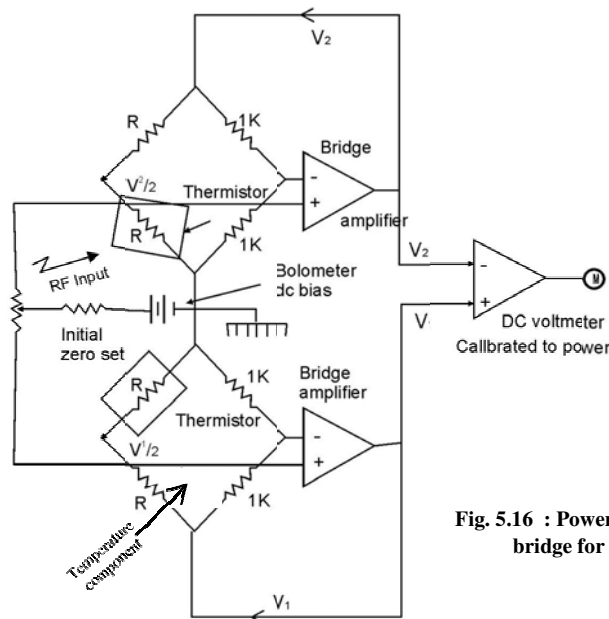 V₂
R
1K
Bridge
amplifier
V²/2
Thermistor
R
1K
-
+
RF Input
Bolometer
dc bias
V₂
-
+
M
V
DC voltmeter
Callbrated to power
Initial
zero set
R
1K
Bridge
amplifier
Thermistor
V¹/2
-
+
R
1K
Temperature
component
V₁
Fig. 5.16 : Power
bridge for